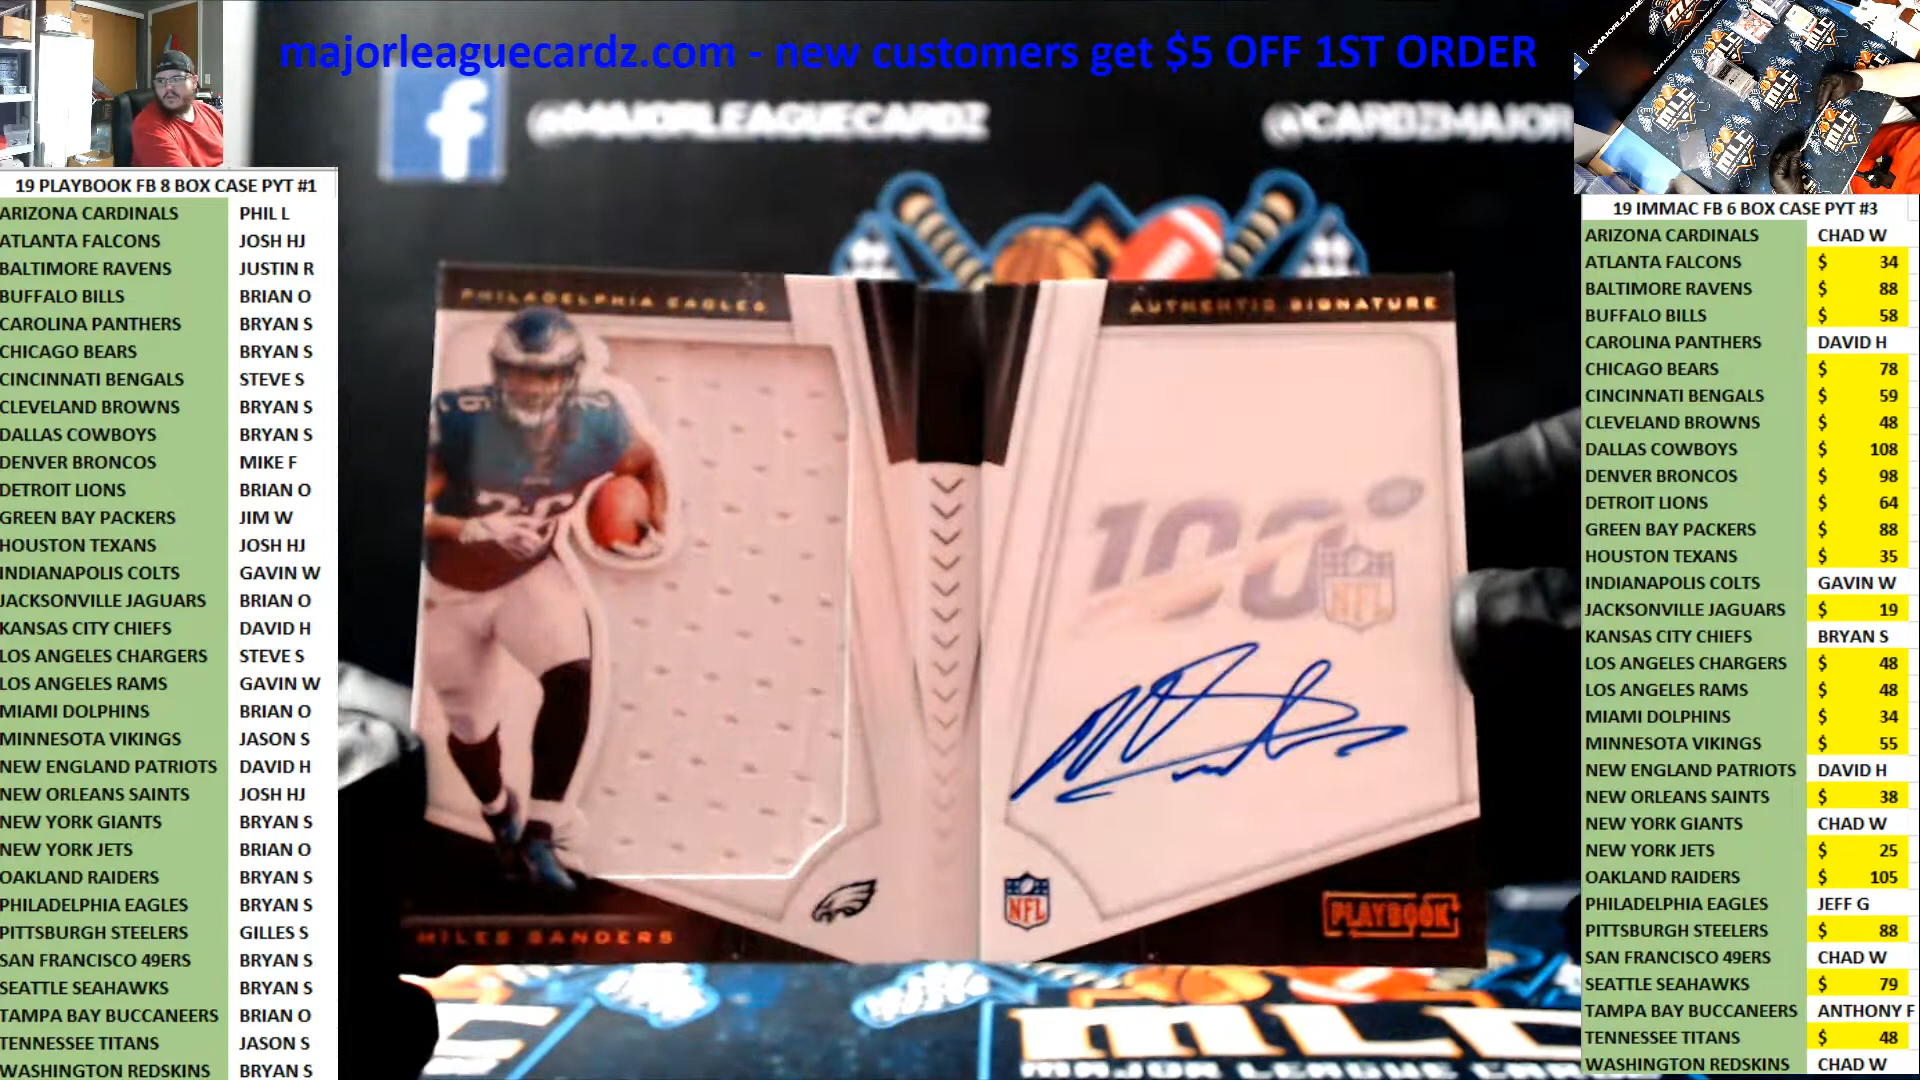 majorleaguecardz.com - new customers get $5 OFF 1ST ORDER
@MAJORLEAGUECARDZ
@CARDZMAJOR
19 PLAYBOOK FB 8 BOX CASE PYT #1
ARIZONA CARDINALS PHIL L
ATLANTA FALCONS JOSH HJ
BALTIMORE RAVENS JUSTIN R
BUFFALO BILLS BRIAN O
CAROLINA PANTHERS BRYAN S
CHICAGO BEARS BRYAN S
CINCINNATI BENGALS STEVE S
CLEVELAND BROWNS BRYAN S
DALLAS COWBOYS BRYAN S
DENVER BRONCOS MIKE F
DETROIT LIONS BRIAN O
GREEN BAY PACKERS JIM W
HOUSTON TEXANS JOSH HJ
INDIANAPOLIS COLTS GAVIN W
JACKSONVILLE JAGUARS BRIAN O
KANSAS CITY CHIEFS DAVID H
LOS ANGELES CHARGERS STEVE S
LOS ANGELES RAMS GAVIN W
MIAMI DOLPHINS BRIAN O
MINNESOTA VIKINGS JASON S
NEW ENGLAND PATRIOTS DAVID H
NEW ORLEANS SAINTS JOSH HJ
NEW YORK GIANTS BRYAN S
NEW YORK JETS BRIAN O
OAKLAND RAIDERS BRYAN S
PHILADELPHIA EAGLES BRYAN S
PITTSBURGH STEELERS GILLES S
SAN FRANCISCO 49ERS BRYAN S
SEATTLE SEAHAWKS BRYAN S
TAMPA BAY BUCCANEERS BRIAN O
TENNESSEE TITANS JASON S
WASHINGTON REDSKINS BRYAN S
PHILADELPHIA EAGLES
AUTHENTIC SIGNATURE
26
100
NFL
NFL
PLAYBOOK
MILES SANDERS
MLC
MAJOR LEAGUE CARDZ
MLC
MLC
MLC
19 IMMAC FB 6 BOX CASE PYT #3
ARIZONA CARDINALS CHAD W
ATLANTA FALCONS $ 34
BALTIMORE RAVENS $ 88
BUFFALO BILLS $ 58
CAROLINA PANTHERS DAVID H
CHICAGO BEARS $ 78
CINCINNATI BENGALS $ 59
CLEVELAND BROWNS $ 48
DALLAS COWBOYS $ 108
DENVER BRONCOS $ 98
DETROIT LIONS $ 64
GREEN BAY PACKERS $ 88
HOUSTON TEXANS $ 35
INDIANAPOLIS COLTS GAVIN W
JACKSONVILLE JAGUARS $ 19
KANSAS CITY CHIEFS BRYAN S
LOS ANGELES CHARGERS $ 48
LOS ANGELES RAMS $ 48
MIAMI DOLPHINS $ 34
MINNESOTA VIKINGS $ 55
NEW ENGLAND PATRIOTS DAVID H
NEW ORLEANS SAINTS $ 38
NEW YORK GIANTS CHAD W
NEW YORK JETS $ 25
OAKLAND RAIDERS $ 105
PHILADELPHIA EAGLES JEFF G
PITTSBURGH STEELERS $ 88
SAN FRANCISCO 49ERS CHAD W
SEATTLE SEAHAWKS $ 79
TAMPA BAY BUCCANEERS ANTHONY F
TENNESSEE TITANS $ 48
WASHINGTON REDSKINS CHAD W